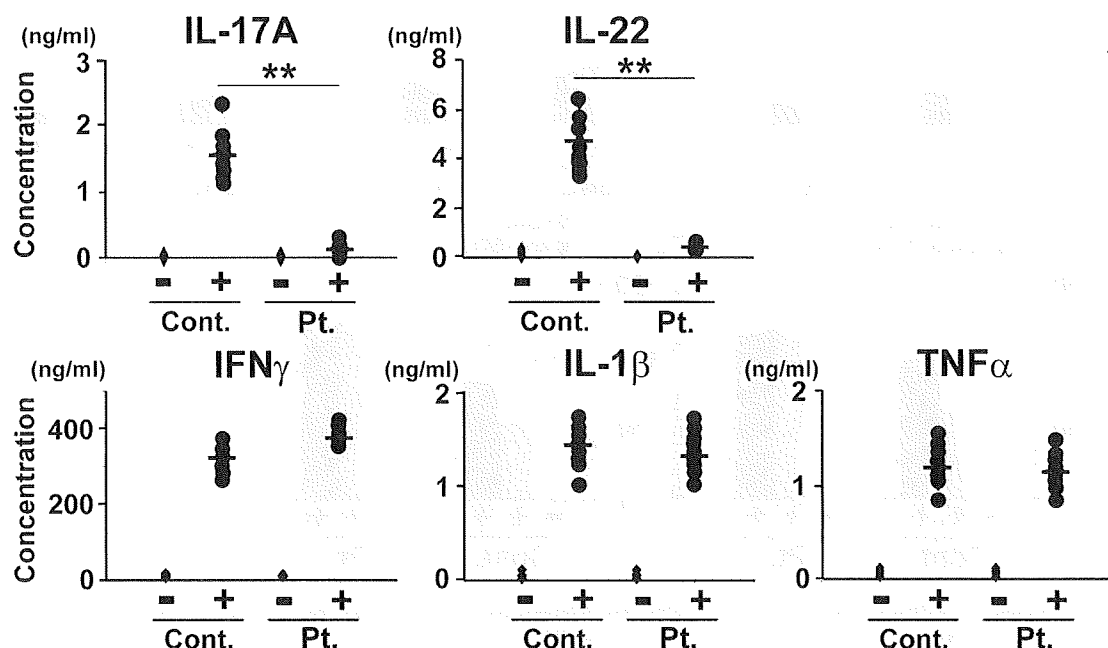 (ng/ml) IL-17A
Concentration
3
2
1
0
**
- + - +
Cont. Pt.
(ng/ml) IL-22
8
6
4
2
0
**
- + - +
Cont. Pt.
(ng/ml) IFNγ
Concentration
400
200
0
- + - +
Cont. Pt.
(ng/ml) IL-1β
2
1
0
- + - +
Cont. Pt.
(ng/ml) TNFα
2
1
0
- + - +
Cont. Pt.